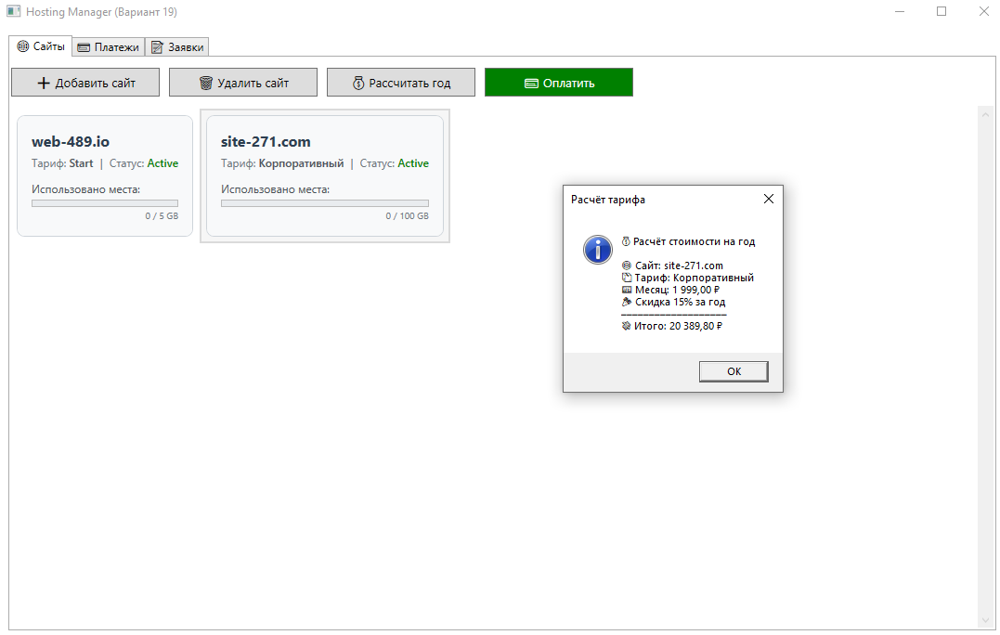 Hosting Manager (Вариант 19)
Сайты Платежи Заявки
Добавить сайт Удалить сайт Рассчитать год Оплатить
web-489.io
Тариф: Start | Статус: Active
Использовано места:
0 / 5 GB
site-271.com
Тариф: Корпоративный | Статус: Active
Использовано места:
0 / 100 GB
Расчёт тарифа
Расчёт стоимости на год
Сайт: site-271.com
Тариф: Корпоративный
Месяц: 1 999,00 ₽
Скидка 15% за год
Итого: 20 389,80 ₽
OK